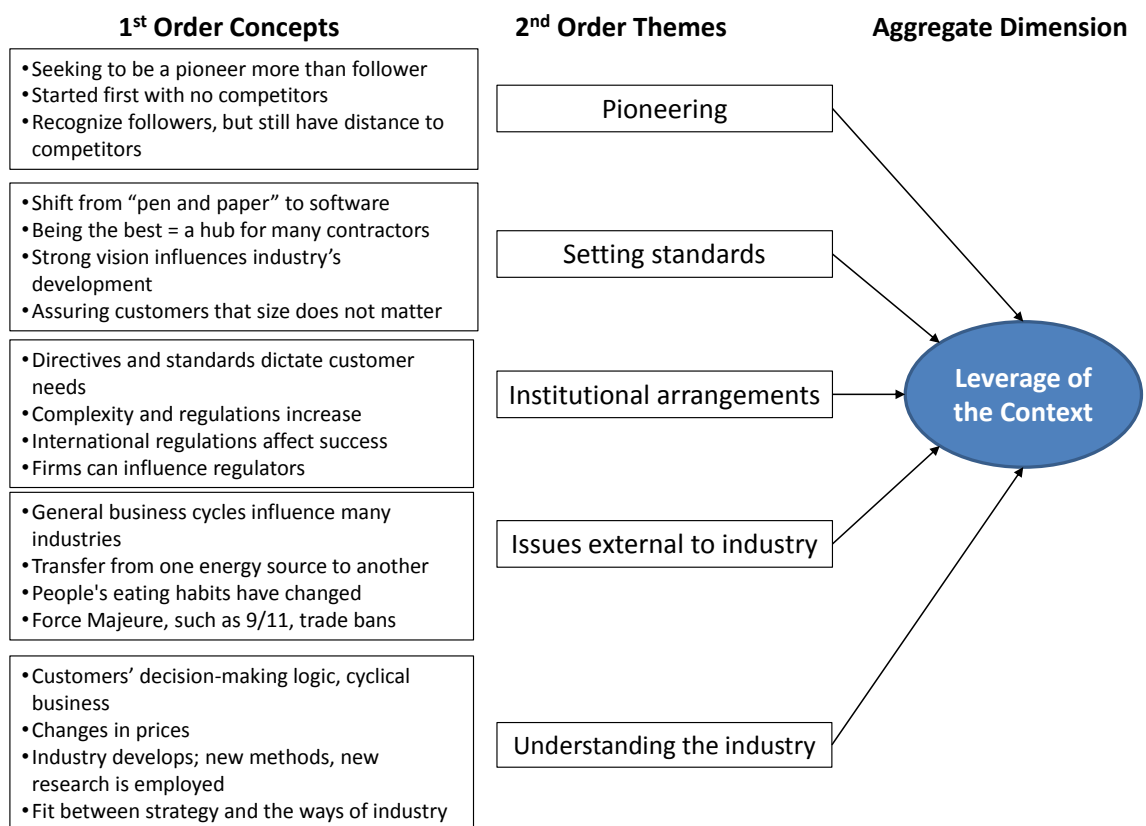 1st Order Concepts
2nd Order Themes
Aggregate Dimension
•Seeking to be a pioneer more than follower
•Started first with no competitors
•Recognize followers, but still have distance to
competitors
Pioneering
•Shift from “pen and paper” to software
•Being the best = a hub for many contractors
•Strong vision influences industry’s
development
•Assuring customers that size does not matter
Setting standards
•Directives and standards dictate customer
needs
•Complexity and regulations increase
•International regulations affect success
•Firms can influence regulators
Institutional arrangements
Leverage of
the Context
•General business cycles influence many
industries
•Transfer from one energy source to another
•People's eating habits have changed
•Force Majeure, such as 9/11, trade bans
Issues external to industry
•Customers’ decision-making logic, cyclical
business
•Changes in prices
•Industry develops; new methods, new
research is employed
•Fit between strategy and the ways of industry
Understanding the industry